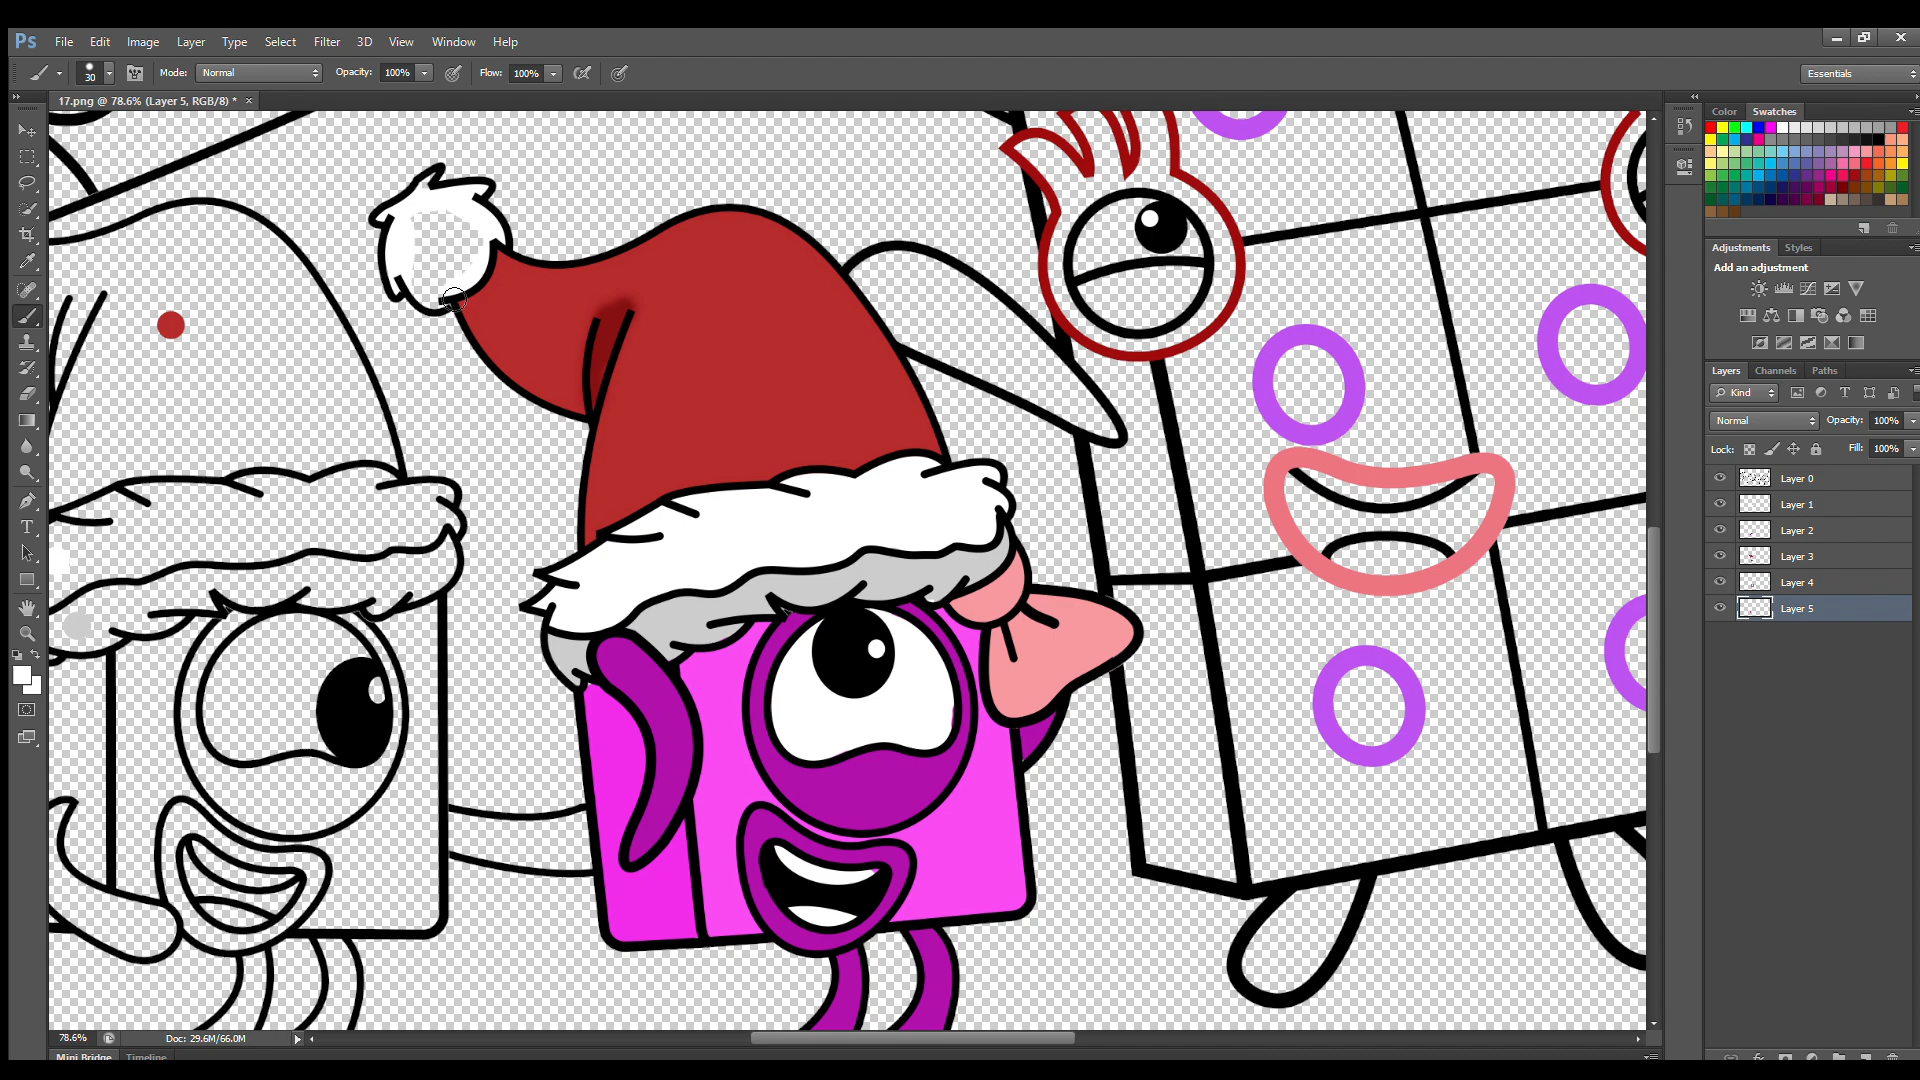 Ps File Edit Image Layer Type Select Filter 3D View Window Help
30 Mode: Normal Opacity: 100% Flow: 100% Essentials
17.png @ 78.6% (Layer 5, RGB/8) * ×
Color Swatches
Adjustments Styles
Add an adjustment
Layers Channels Paths
Kind
Normal Opacity: 100%
Lock: Fill: 100%
Layer 0
Layer 1
Layer 2
Layer 3
Layer 4
Layer 5
78.6% Doc: 29.6M/66.0M
Mini Bridge Timeline